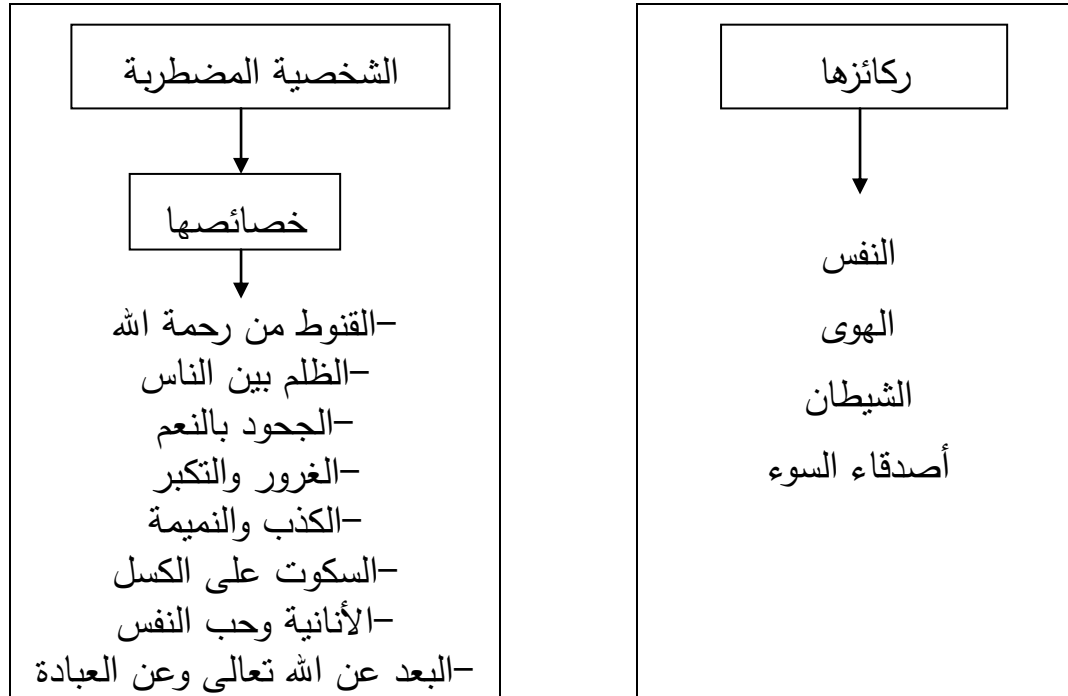 ركائزها
النفس
الهوى
الشيطان
أصدقاء السوء
الشخصية المضطربة
خصائصها
-القنوط من رحمة الله
-الظلم بين الناس
-الجحود بالنعم
-الغرور والتكبر
-الكذب والنميمة
-السكوت على الكسل
-الأنانية وحب النفس
-البعد عن الله تعالى وعن العبادة